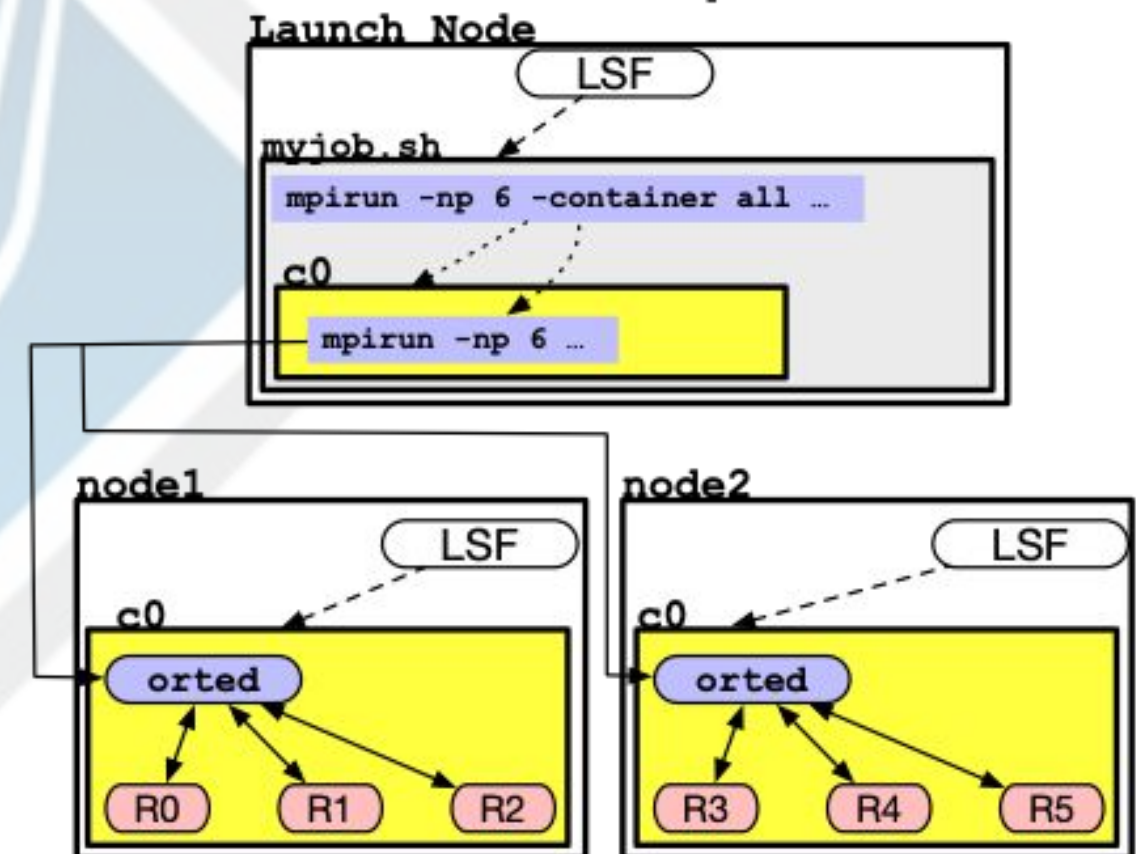 Launch Node
LSF
myjob.sh
mpirun -np 6 -container all …
c0
mpirun -np 6 …
node1
node2
LSF
LSF
c0
c0
orted
orted
R0
R1
R2
R3
R4
R5